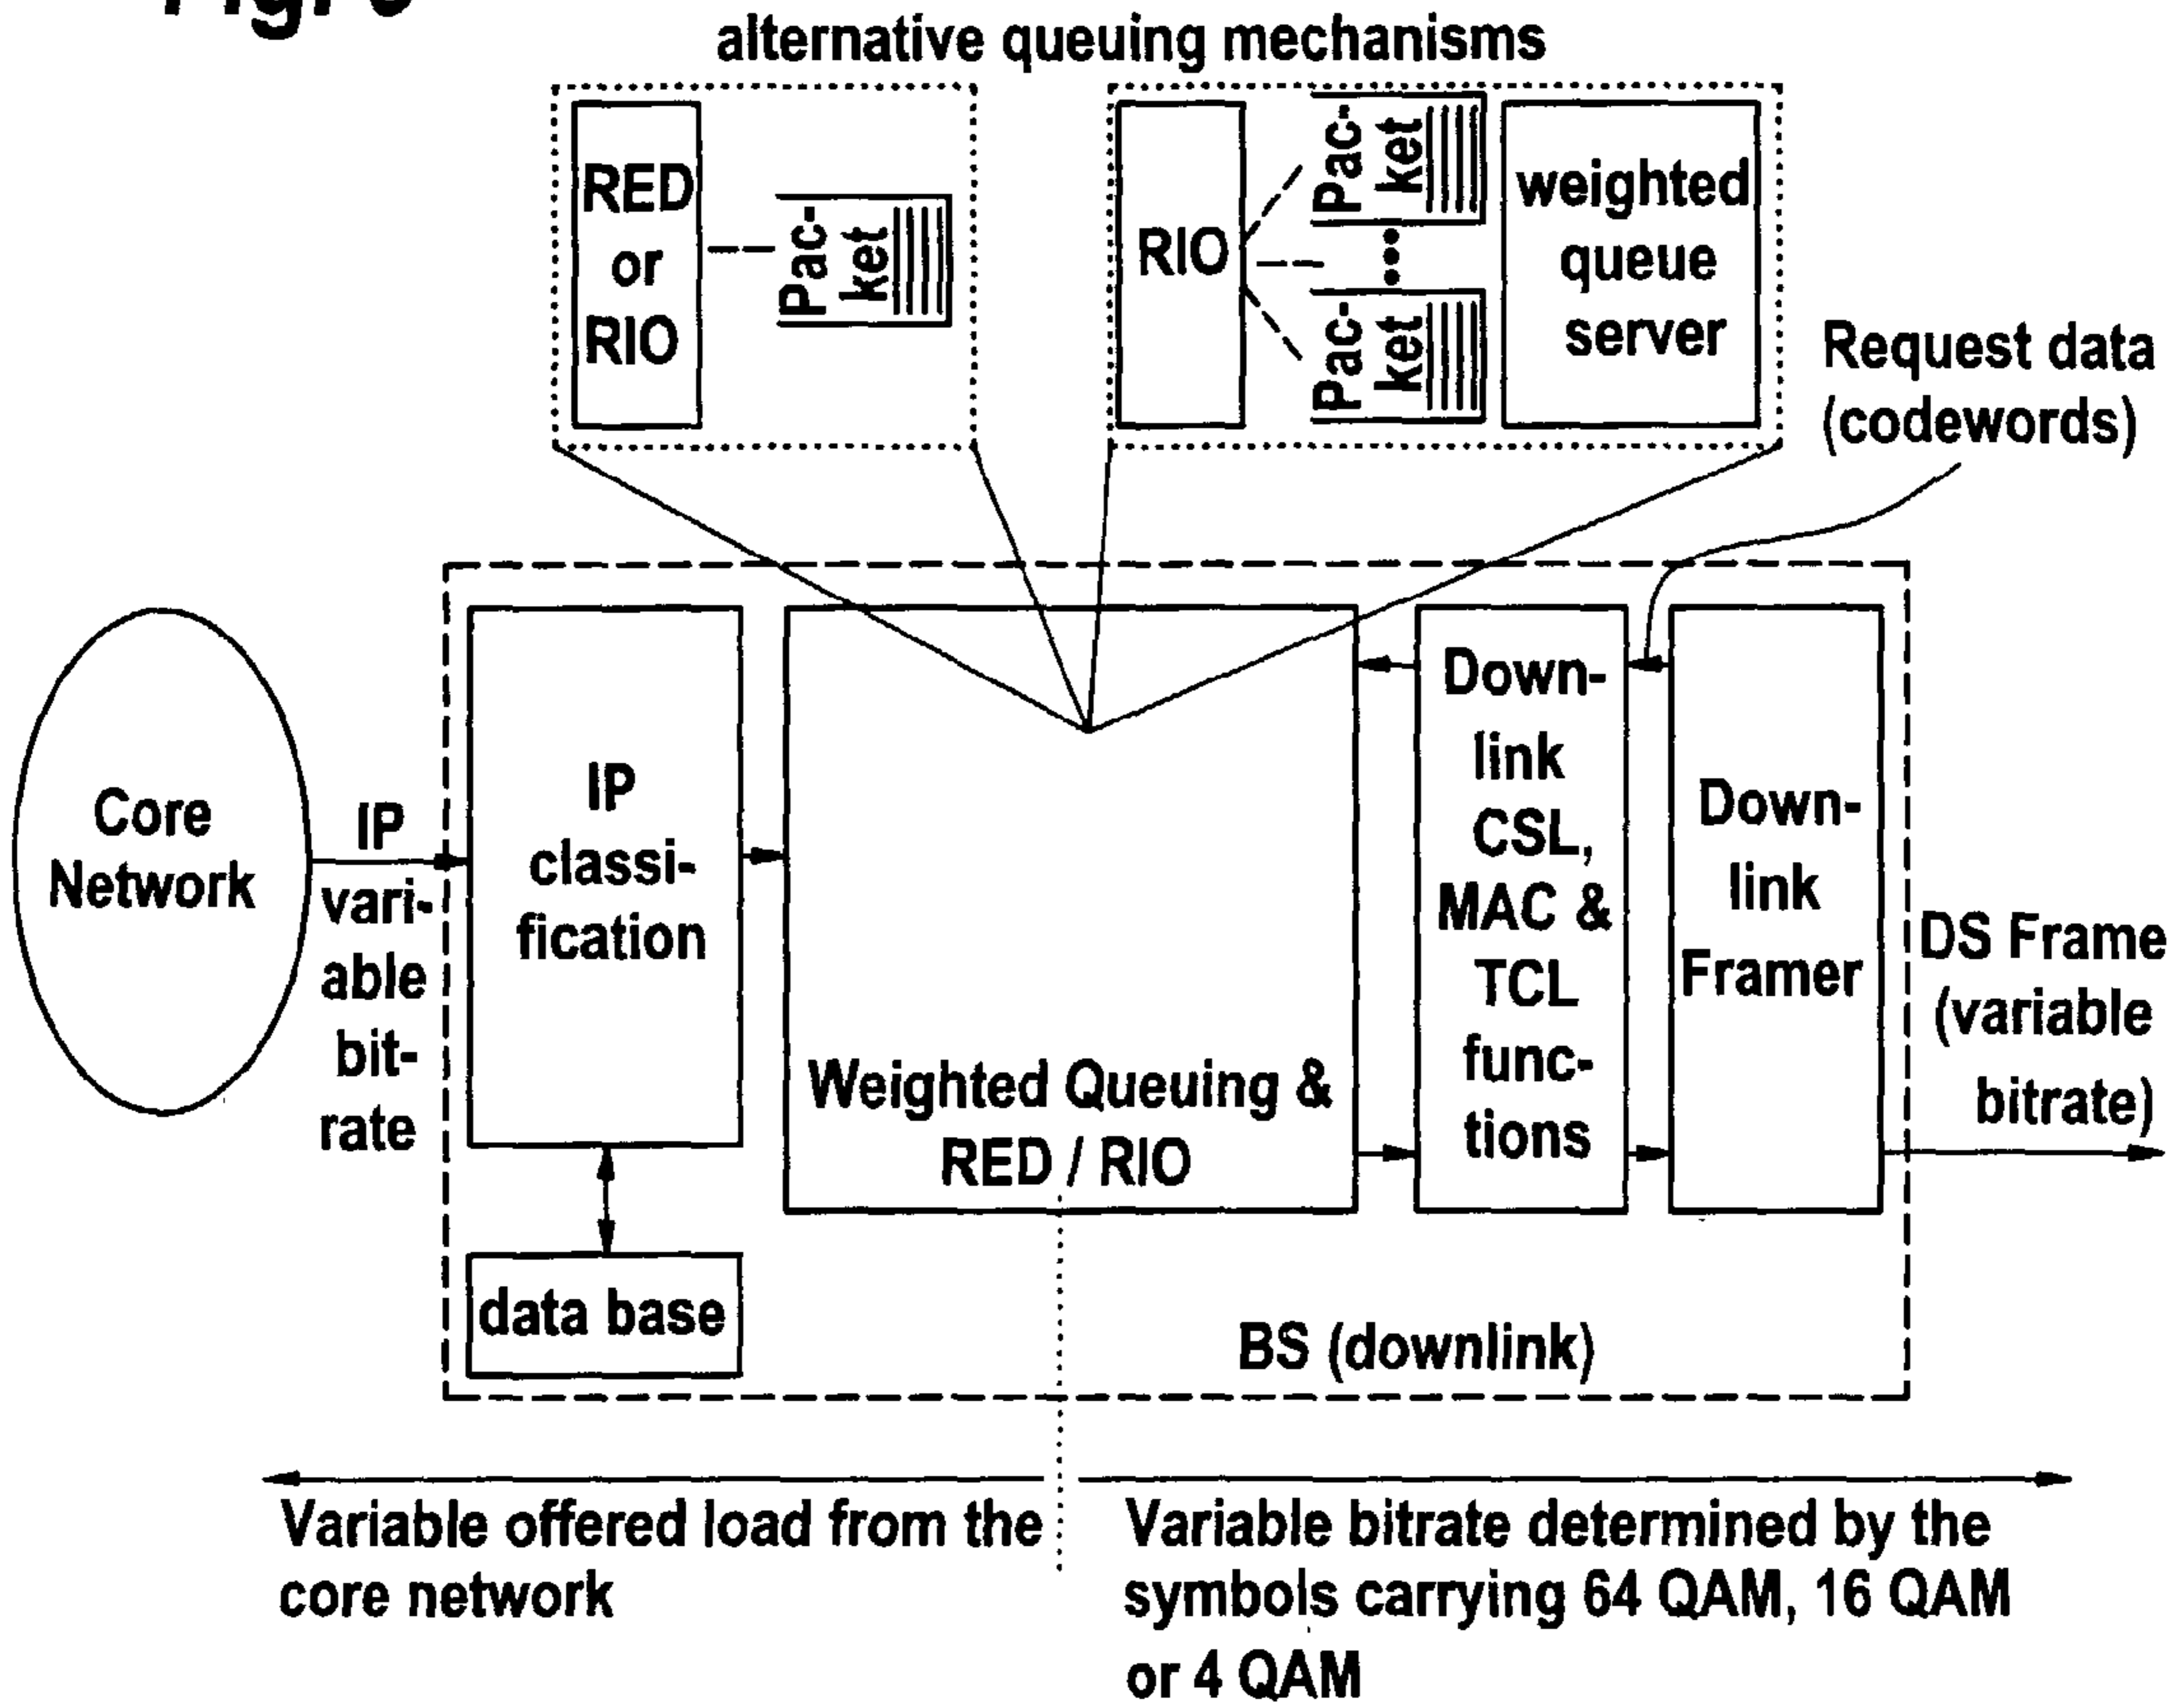 alternative queuing mechanisms
RED
or
RIO
Pac-
ket
RIO
Pac-
ket
Pac-
ket
weighted
queue
server
Request data
(codewords)
Core
Network
IP
vari-
able
bit-
rate
IP
classi-
fication
data base
Weighted Queuing &
RED / RIO
Down-
link
CSL,
MAC &
TCL
func-
tions
Down-
link
Framer
DS Frame
(variable
bitrate)
BS (downlink)
Variable offered load from the
core network
Variable bitrate determined by the
symbols carrying 64 QAM, 16 QAM
or 4 QAM